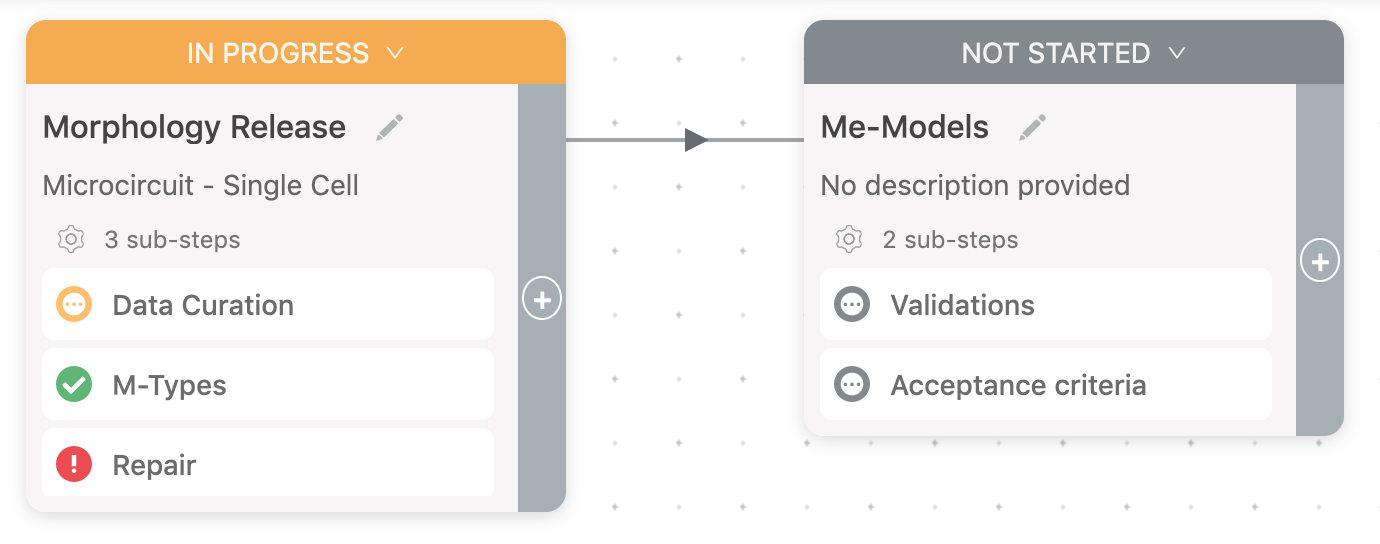 IN PROGRESS
Morphology Release
Microcircuit - Single Cell
3 sub-steps
Data Curation
M-Types
Repair
NOT STARTED
Me-Models
No description provided
2 sub-steps
Validations
Acceptance criteria